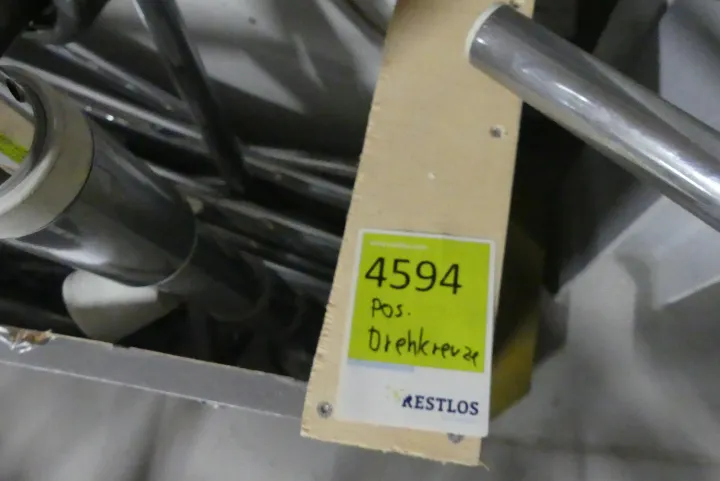 4594
Pos.
Drehkreuze
RESTLOS